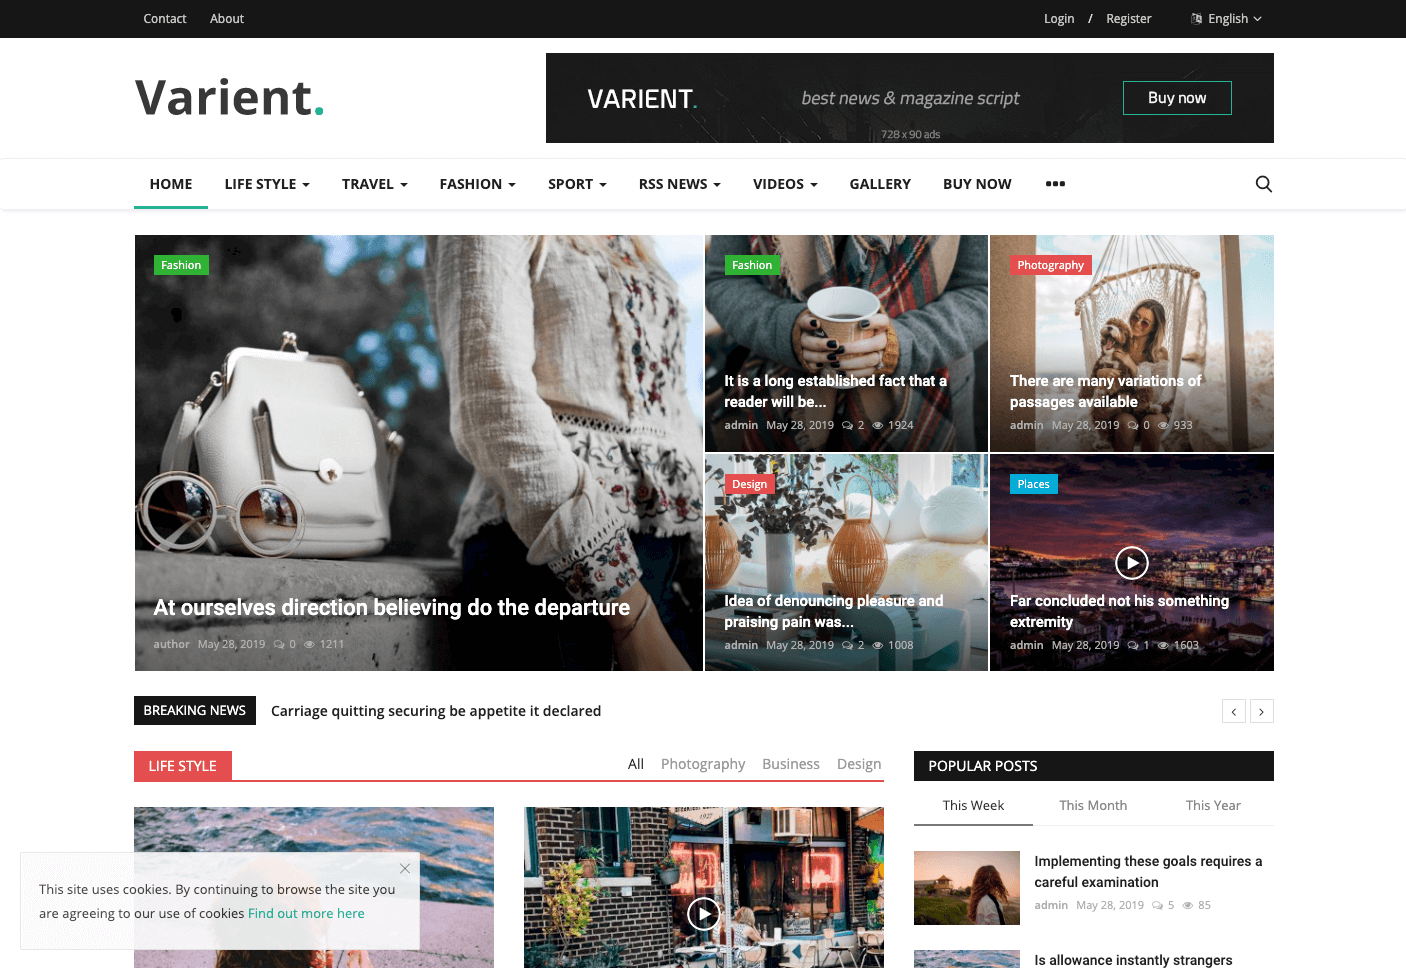 Contact About
Login / Register English
Varient.
VARIENT.
best news & magazine script
Buy now
728 x 90 ads
HOME LIFE STYLE TRAVEL FASHION SPORT RSS NEWS VIDEOS GALLERY BUY NOW
Fashion
At ourselves direction believing do the departure
author May 28, 2019 0 1211
Fashion
It is a long established fact that a
reader will be...
admin May 28, 2019 2 1924
Photography
There are many variations of
passages available
admin May 28, 2019 0 933
Design
Idea of denouncing pleasure and
praising pain was...
admin May 28, 2019 2 1008
Places
Far concluded not his something
extremity
admin May 28, 2019 1 1603
BREAKING NEWS Carriage quitting securing be appetite it declared
LIFE STYLE All Photography Business Design
1927
This site uses cookies. By continuing to browse the site you
are agreeing to our use of cookies Find out more here
POPULAR POSTS
This Week This Month This Year
Implementing these goals requires a
careful examination
admin May 28, 2019 5 85
Is allowance instantly strangers